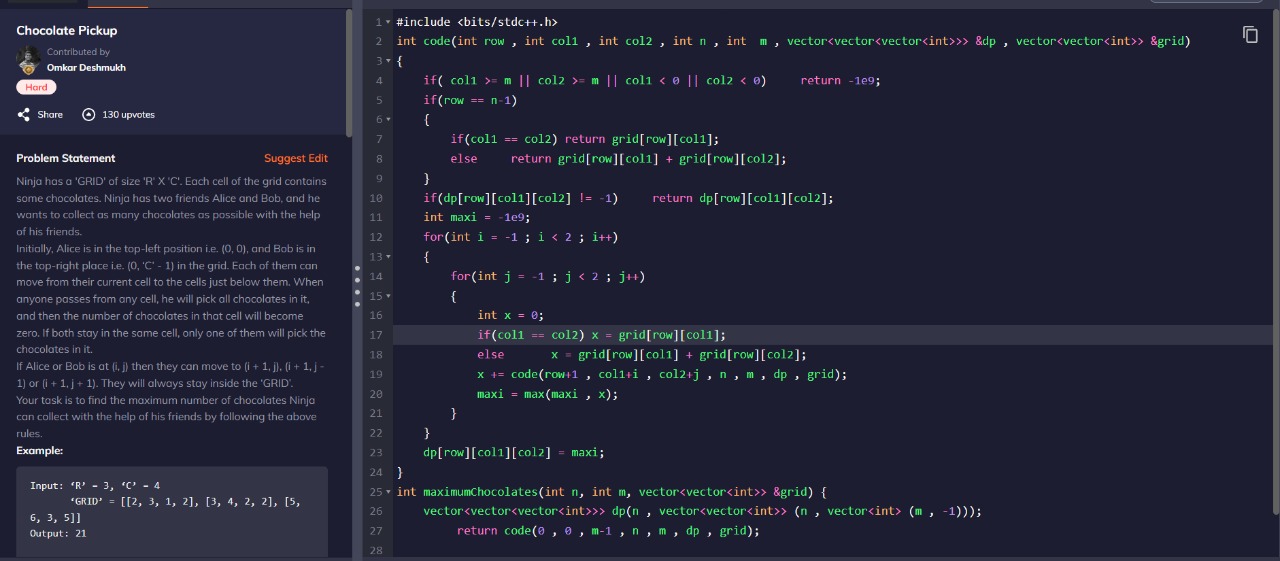 Chocolate Pickup
Contributed by
Omkar Deshmukh
Hard
Share
130 upvotes
Problem Statement
Suggest Edit
Ninja has a 'GRID' of size 'R' X 'C'. Each cell of the grid contains
some chocolates. Ninja has two friends Alice and Bob, and he
wants to collect as many chocolates as possible with the help
of his friends.
Initially, Alice is in the top-left position i.e. (0, 0), and Bob is in
the top-right place i.e. (0, 'C' - 1) in the grid. Each of them can
move from their current cell to the cells just below them. When
anyone passes from any cell, he will pick all chocolates in it,
and then the number of chocolates in that cell will become
zero. If both stay in the same cell, only one of them will pick the
chocolates in it.
If Alice or Bob is at (i, j) then they can move to (i + 1, j), (i + 1, j -
1) or (i + 1, j + 1). They will always stay inside the 'GRID'.
Your task is to find the maximum number of chocolates Ninja
can collect with the help of his friends by following the above
rules.
Example:
Input: 'R' = 3, 'C' = 4
'GRID' = [[2, 3, 1, 2], [3, 4, 2, 2], [5,
6, 3, 5]]
Output: 21
1 #include <bits/stdc++.h>
2 int code(int row , int col1 , int col2 , int n , int  m , vector<vector<vector<int>>> &dp , vector<vector<int>> &grid)
3 {
4     if( col1 >= m || col2 >= m || col1 < 0 || col2 < 0)     return -1e9;
5     if(row == n-1)
6     {
7         if(col1 == col2) return grid[row][col1];
8         else     return grid[row][col1] + grid[row][col2];
9     }
10     if(dp[row][col1][col2] != -1)     return dp[row][col1][col2];
11     int maxi = -1e9;
12     for(int i = -1 ; i < 2 ; i++)
13     {
14         for(int j = -1 ; j < 2 ; j++)
15         {
16             int x = 0;
17             if(col1 == col2) x = grid[row][col1];
18             else       x = grid[row][col1] + grid[row][col2];
19             x += code(row+1 , col1+i , col2+j , n , m , dp , grid);
20             maxi = max(maxi , x);
21         }
22     }
23     dp[row][col1][col2] = maxi;
24 }
25 int maximumChocolates(int n, int m, vector<vector<int>> &grid) {
26     vector<vector<vector<int>>> dp(n , vector<vector<int>> (n , vector<int> (m , -1)));
27          return code(0 , 0 , m-1 , n , m , dp , grid);
28